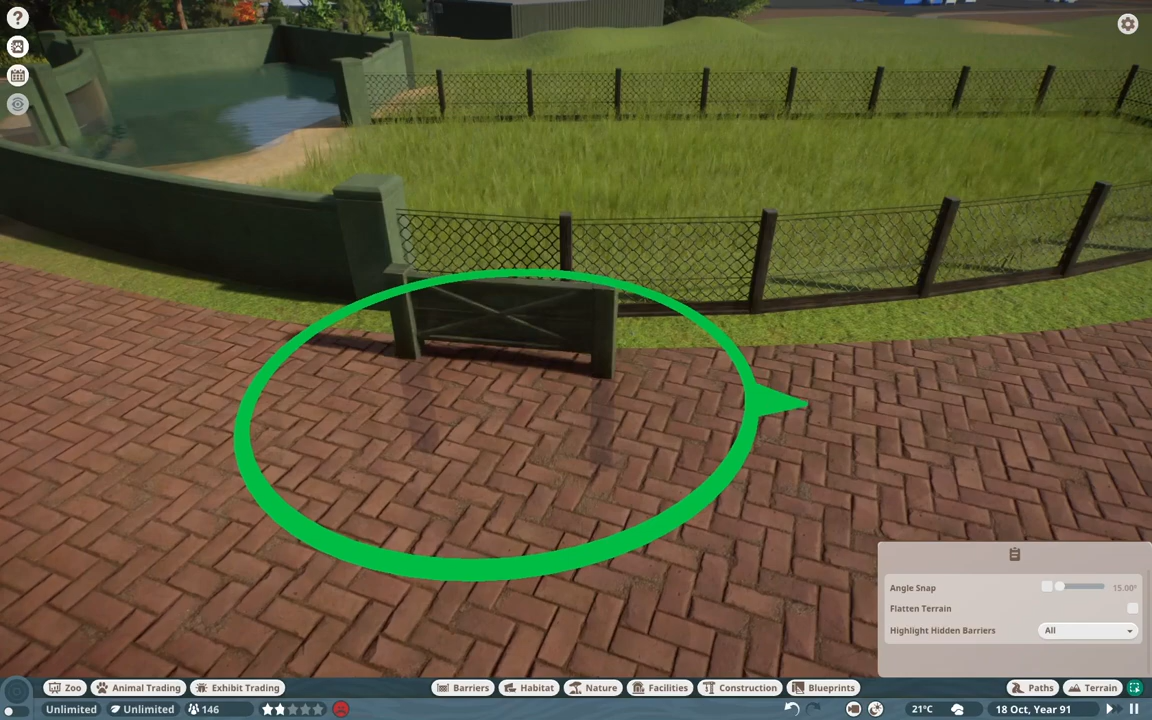 ?
Angle Snap
15.00°
Flatten Terrain
Highlight Hidden Barriers
All
Zoo
Animal Trading
Exhibit Trading
Barriers
Habitat
Nature
Facilities
Construction
Blueprints
Paths
Terrain
Unlimited
Unlimited
146
21°C
18 Oct, Year 91